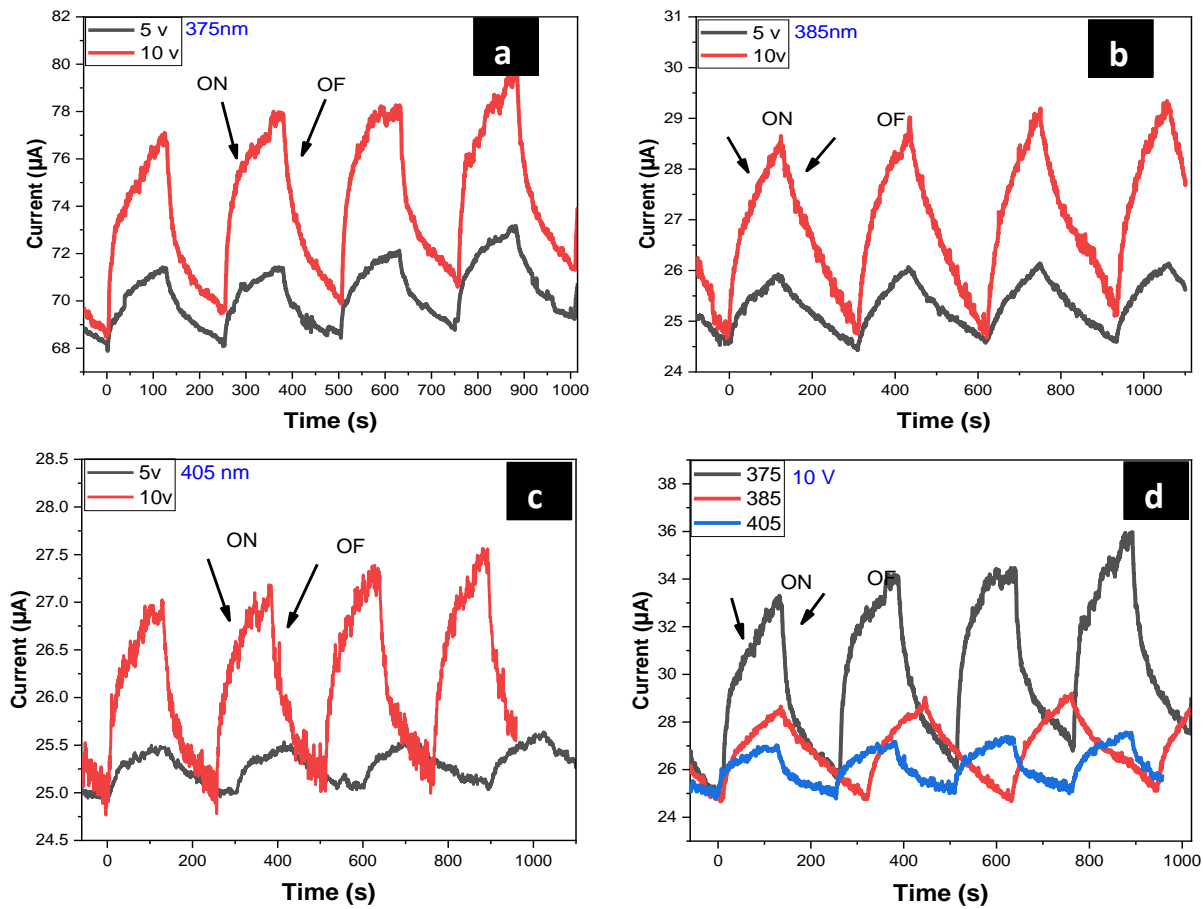 5 v
10 v
375nm
a
ON
OF
Current (µA)
82
80
78
76
74
72
70
68
0 100 200 300 400 500 600 700 800 900 1000
Time (s)
5 v
10v
385nm
b
ON
OF
Current (µA)
31
30
29
28
27
26
25
24
0 200 400 600 800 1000
Time (s)
5v
10v
405 nm
c
ON
OF
Current (µA)
28.5
28.0
27.5
27.0
26.5
26.0
25.5
25.0
24.5
0 200 400 600 800 1000
Time (s)
375
385
405
10 V
d
ON
OF
Current (µA)
38
36
34
32
30
28
26
24
23
0 200 400 600 800 1000
Time (s)